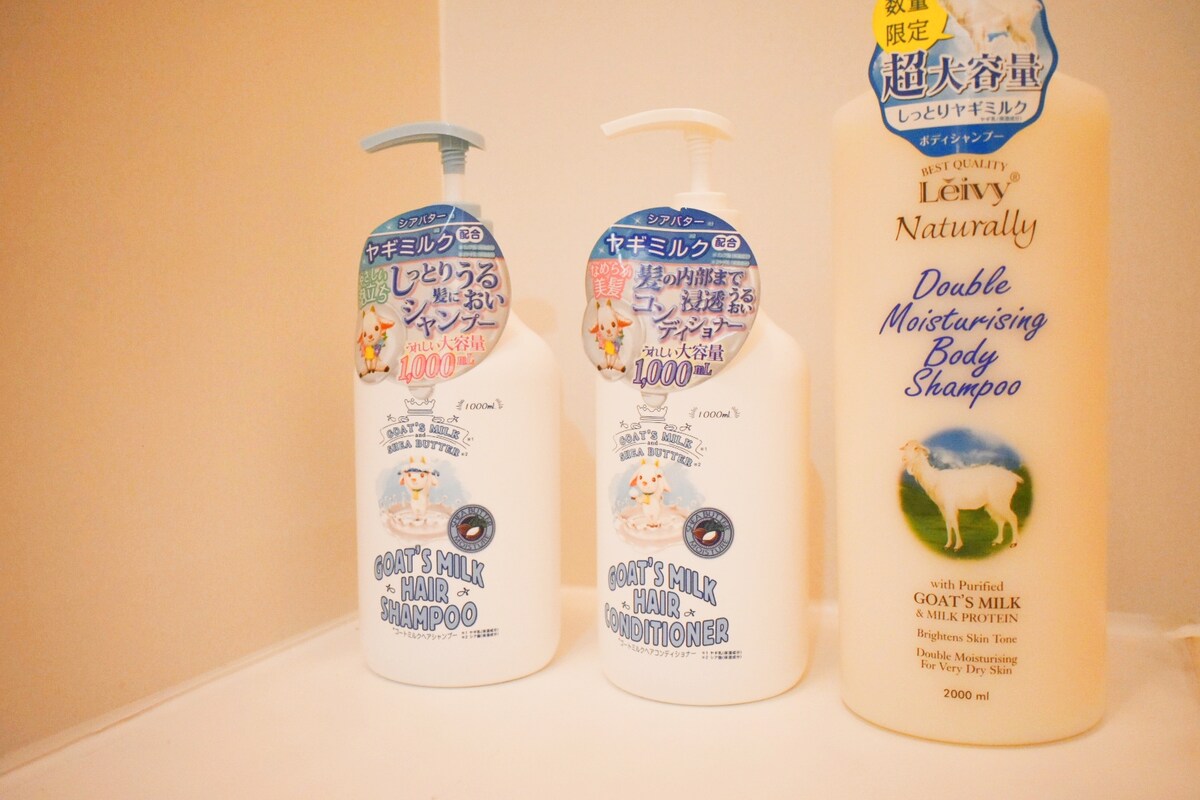 シアバター
ヤギミルク 配合
しっとりうる
髪に おい
シャンプー
うれしい大容量
1,000mL
1000ml
GOAT'S MILK
and
SHEA BUTTER
SHEA BUTTER
MOISTURE
GOAT'S MILK
HAIR
SHAMPOO
ゴートミルクヘアシャンプー
シアバター
ヤギミルク 配合
なめらか
美髪
髪の内部まで
浸透 うるおい
コンディショナー
うれしい大容量
1,000mL
1000ml
GOAT'S MILK
and
SHEA BUTTER
SHEA BUTTER
MOISTURE
GOAT'S MILK
HAIR
CONDITIONER
ゴートミルクヘアコンディショナー
数量
限定
超大容量
しっとりヤギミルク
ボディシャンプー
BEST QUALITY
Leivy®
Naturally
Double
Moisturising
Body
Shampoo
with Purified
GOAT'S MILK
& MILK PROTEIN
Brightens Skin Tone
Double Moisturising
For Very Dry Skin
2000 ml